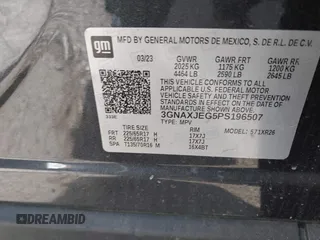 gm
MFD BY GENERAL MOTORS DE MEXICO, S. DE R.L. DE C.V.
03/23 GVWR GAWR FRT GAWR RR
2025 KG 1175 KG 1200 KG
4464 LB 2590 LB 2645 LB
THIS VEHICLE CONFORMS TO ALL APPLICABLE U.S. FEDERAL MOTOR VEHICLE SAFETY AND THEFT PREVENTION STANDARDS IN EFFECT ON THE DATE OF MANUFACTURE SHOWN ABOVE.
3GNAXJEG5PS196507
TYPE: MPV
TIRE SIZE RIM MODEL:
FRT 225/65R17 H 17X7J
RR 225/65R17 H 17X7J
SPA T135/70R16 M 16X4BT
AUTOBIDMASTER